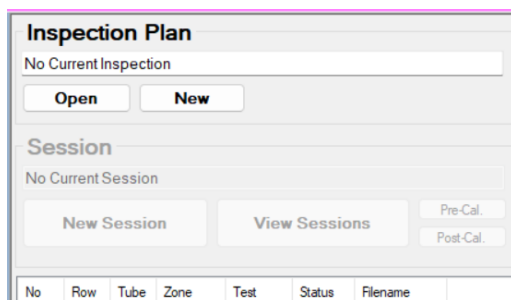 Inspection Plan
No Current Inspection
Open New
Session
No Current Session
New Session View Sessions Pre-Cal.
Post-Cal.
No Row Tube Zone Test Status Filename